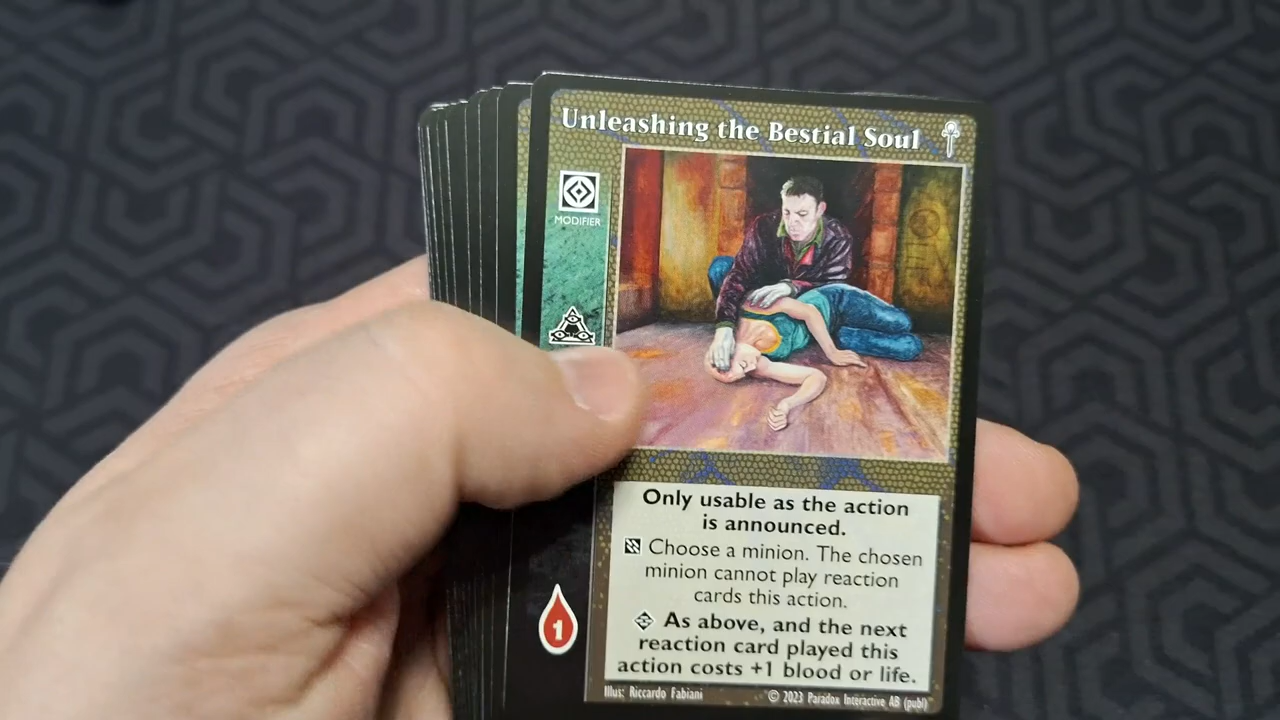 Unleashing the Bestial Soul
MODIFIER
Only usable as the action
is announced.
Choose a minion. The chosen
minion cannot play reaction
cards this action.
As above, and the next
reaction card played this
action costs +1 blood or life.
1
Illus: Riccardo Fabiani
© 2023 Paradox Interactive AB (publ)